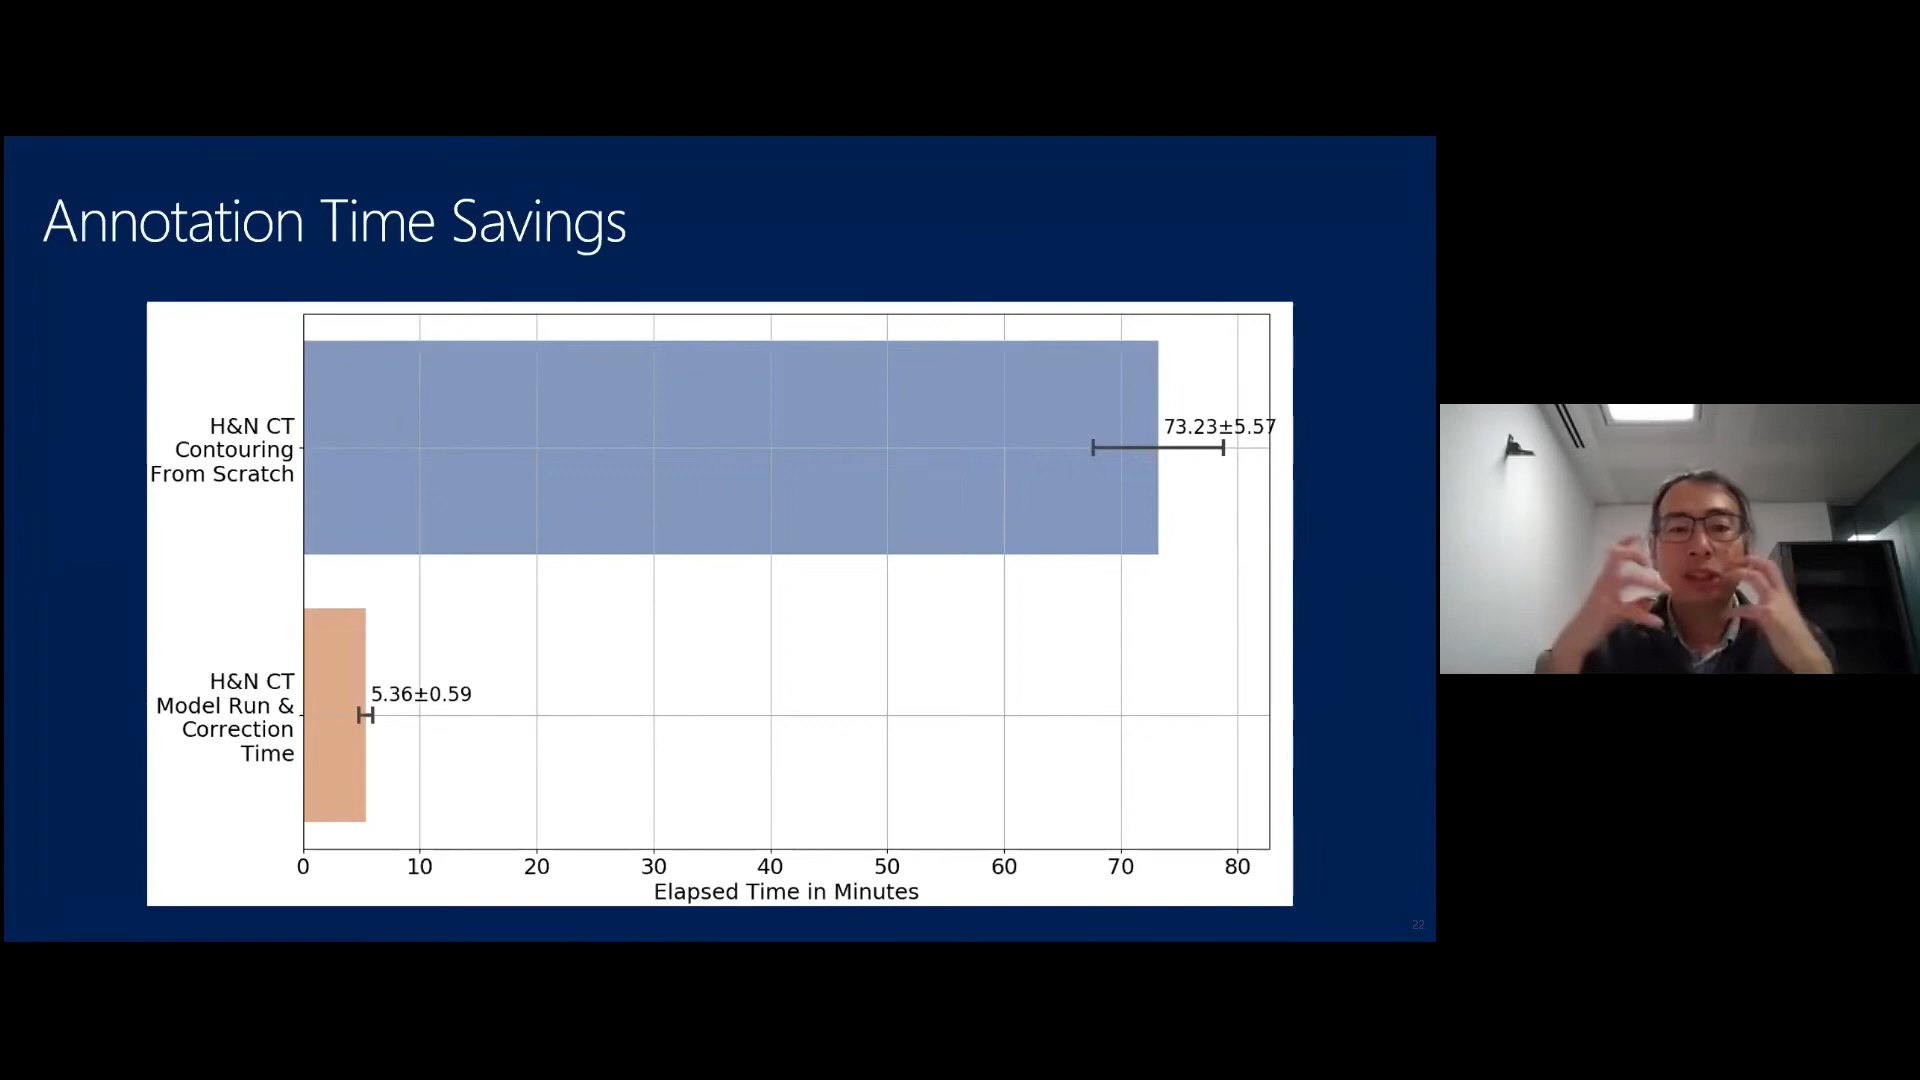 Annotation Time Savings
H&N CT
Contouring
From Scratch
73.23±5.57
H&N CT
Model Run &
Correction
Time
5.36±0.59
0 10 20 30 40 50 60 70 80
Elapsed Time in Minutes
22